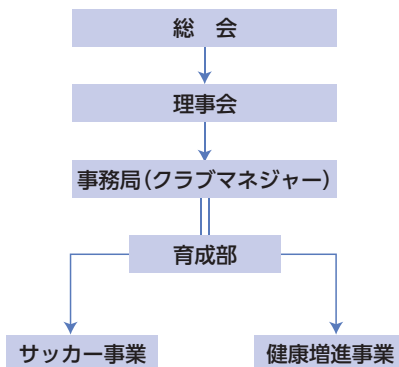 総　会
理事会
事務局（クラブマネジャー）
育成部
サッカー事業
健康増進事業